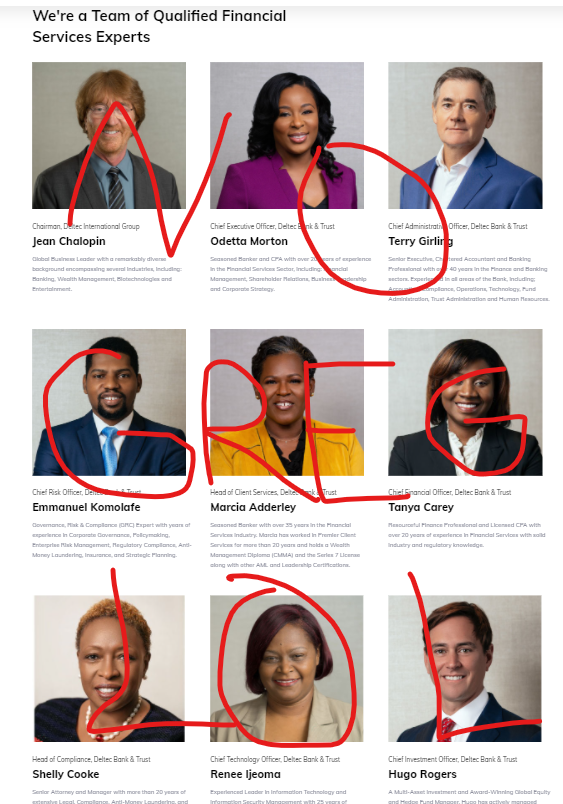 We're a Team of Qualified Financial
Services Experts
NO
Chairman, Deltec International Group
Jean Chalopin
Global Business Leader with a remarkably diverse
background encompassing several industries, including:
Banking, Wealth Management, Biotechnologies and
Entertainment.
Chief Executive Officer, Deltec Bank & Trust
Odetta Morton
Seasoned Banker and CPA with over 20 years of experience
in the Financial Services Sector, including; Financial
Management, Shareholder Relations, Business Leadership
and Corporate Strategy.
Chief Administrative Officer, Deltec Bank & Trust
Terry Girling
Senior Executive, Chartered Accountant and Banking
Professional with over 40 years in the Finance and Banking
sectors. Experienced in all areas of the Bank, including;
Compliance, Operations, Technology, Fund
Administration, Trust Administration and Human Resources.
GREG
Chief Risk Officer, Deltec Bank & Trust
Emmanuel Komolafe
Governance, Risk & Compliance (GRC) Expert with years of
experience in Corporate Governance, Policymaking,
Enterprise Risk Management, Regulatory Compliance, Anti-
Money Laundering, Insurance, and Strategic Planning.
Head of Client Services, Deltec Bank & Trust
Marcia Adderley
Seasoned Banker with over 35 years in the Financial
Services Industry. Marcia has worked in Premier Client
Services for more than 20 years and holds a Wealth
Management Diploma (CMMA) and the Series 7 License
along with other AML and Leadership Certifications.
Chief Financial Officer, Deltec Bank & Trust
Tanya Carey
Resourceful Finance Professional and Licensed CPA with
over 20 years of experience in Financial Services with solid
industry and regulatory knowledge.
LOL
Head of Compliance, Deltec Bank & Trust
Shelly Cooke
Senior Attorney and Manager with more than 20 years of
extensive Legal, Compliance, Anti-Money Laundering, and
Chief Technology Officer, Deltec Bank & Trust
Renee Ijeoma
Experienced Leader in Information Technology and
Information Security Management with 25 years of
Chief Investment Officer, Deltec Bank & Trust
Hugo Rogers
A Multi-Asset Investment and Award-Winning Global Equity
and Hedge Fund Manager, Hugo has actively managed